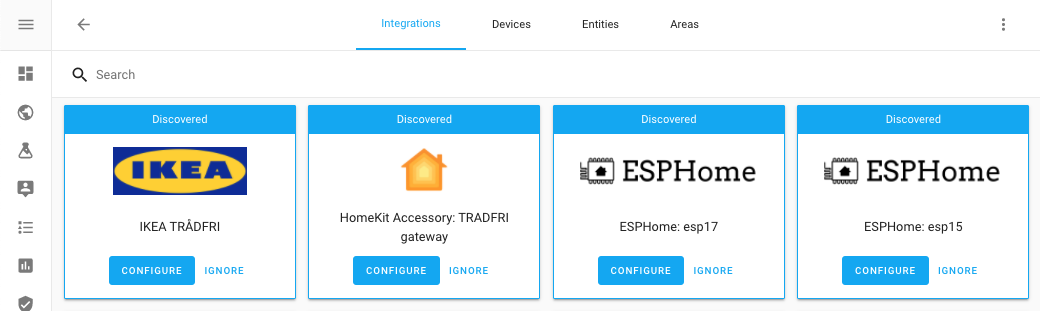 Integrations Devices Entities Areas
Search
Discovered Discovered Discovered Discovered
IKEA ESPHome ESPHome
IKEA TRÅDFRI
HomeKit Accessory: TRADFRI
gateway
ESPHome: esp17
ESPHome: esp15
CONFIGURE IGNORE CONFIGURE IGNORE CONFIGURE IGNORE CONFIGURE IGNORE